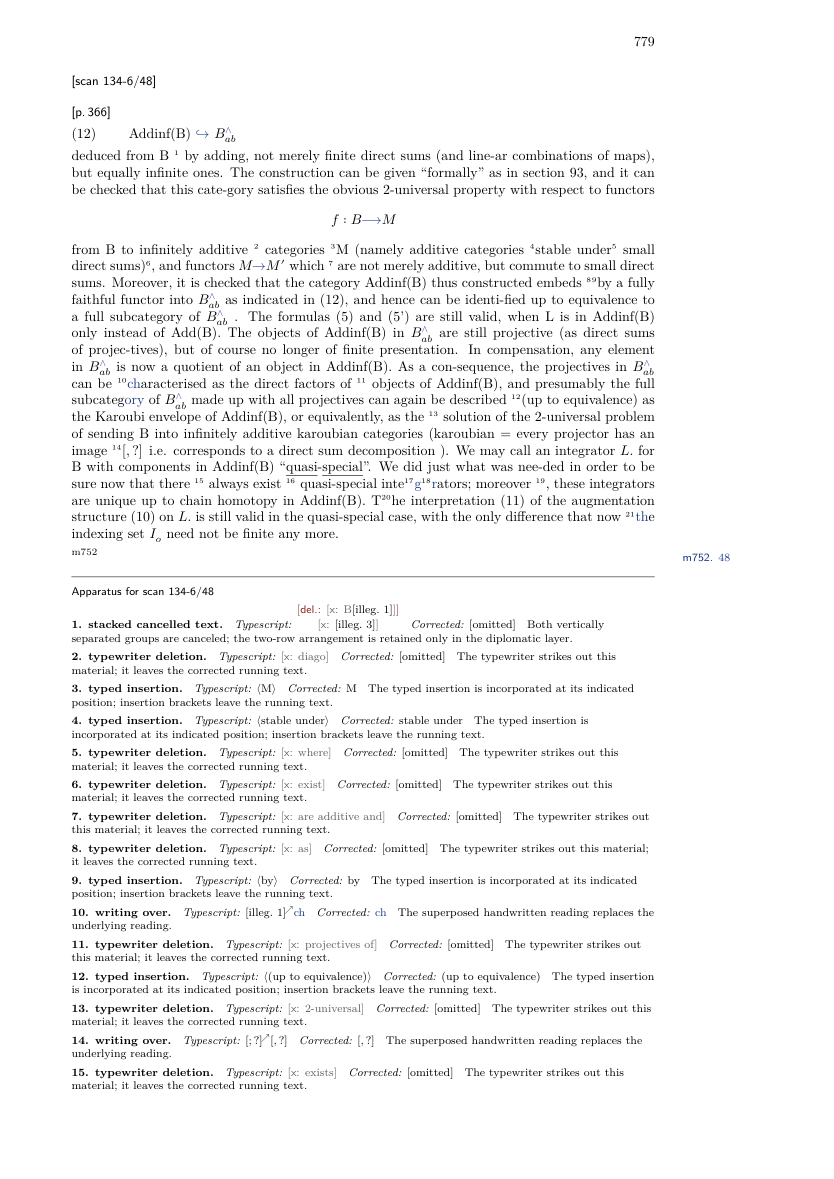 779
[scan 134-6/48]
[p. 366]
(12) Addinf(B) ↪ B^∧_ab
deduced from B ¹ by adding, not merely finite direct sums (and line-ar combinations of maps),
but equally infinite ones. The construction can be given “formally” as in section 93, and it can
be checked that this cate-gory satisfies the obvious 2-universal property with respect to functors
f : B⟶M
from B to infinitely additive ² categories ³M (namely additive categories ⁴stable under⁵ small
direct sums)⁶, and functors M→M′ which ⁷ are not merely additive, but commute to small direct
sums. Moreover, it is checked that the category Addinf(B) thus constructed embeds ⁸⁹by a fully
faithful functor into B^∧_ab as indicated in (12), and hence can be identi-fied up to equivalence to
a full subcategory of B^∧_ab . The formulas (5) and (5’) are still valid, when L is in Addinf(B)
only instead of Add(B). The objects of Addinf(B) in B^∧_ab are still projective (as direct sums
of projec-tives), but of course no longer of finite presentation. In compensation, any element
in B^∧_ab is now a quotient of an object in Addinf(B). As a con-sequence, the projectives in B^∧_ab
can be ¹⁰characterised as the direct factors of ¹¹ objects of Addinf(B), and presumably the full
subcategory of B^∧_ab made up with all projectives can again be described ¹²(up to equivalence) as
the Karoubi envelope of Addinf(B), or equivalently, as the ¹³ solution of the 2-universal problem
of sending B into infinitely additive karoubian categories (karoubian = every projector has an
image ¹⁴[, ?] i.e. corresponds to a direct sum decomposition ). We may call an integrator L. for
B with components in Addinf(B) “quasi-special”. We did just what was nee-ded in order to be
sure now that there ¹⁵ always exist ¹⁶ quasi-special inte¹⁷g¹⁸rators; moreover ¹⁹, these integrators
are unique up to chain homotopy in Addinf(B). T²⁰he interpretation (11) of the augmentation
structure (10) on L. is still valid in the quasi-special case, with the only difference that now ²¹the
indexing set I_o need not be finite any more.
m752
m752. 48
Apparatus for scan 134-6/48
[del.: [x: B[illeg. 1]]]
1. stacked cancelled text. Typescript: [x: [illeg. 3]] Corrected: [omitted] Both vertically
separated groups are canceled; the two-row arrangement is retained only in the diplomatic layer.
2. typewriter deletion. Typescript: [x: diago] Corrected: [omitted] The typewriter strikes out this
material; it leaves the corrected running text.
3. typed insertion. Typescript: ⟨M⟩ Corrected: M The typed insertion is incorporated at its indicated
position; insertion brackets leave the running text.
4. typed insertion. Typescript: ⟨stable under⟩ Corrected: stable under The typed insertion is
incorporated at its indicated position; insertion brackets leave the running text.
5. typewriter deletion. Typescript: [x: where] Corrected: [omitted] The typewriter strikes out this
material; it leaves the corrected running text.
6. typewriter deletion. Typescript: [x: exist] Corrected: [omitted] The typewriter strikes out this
material; it leaves the corrected running text.
7. typewriter deletion. Typescript: [x: are additive and] Corrected: [omitted] The typewriter strikes out
this material; it leaves the corrected running text.
8. typewriter deletion. Typescript: [x: as] Corrected: [omitted] The typewriter strikes out this material;
it leaves the corrected running text.
9. typed insertion. Typescript: ⟨by⟩ Corrected: by The typed insertion is incorporated at its indicated
position; insertion brackets leave the running text.
10. writing over. Typescript: [illeg. 1]↗ch Corrected: ch The superposed handwritten reading replaces the
underlying reading.
11. typewriter deletion. Typescript: [x: projectives of] Corrected: [omitted] The typewriter strikes out
this material; it leaves the corrected running text.
12. typed insertion. Typescript: ⟨(up to equivalence)⟩ Corrected: (up to equivalence) The typed insertion
is incorporated at its indicated position; insertion brackets leave the running text.
13. typewriter deletion. Typescript: [x: 2-universal] Corrected: [omitted] The typewriter strikes out this
material; it leaves the corrected running text.
14. writing over. Typescript: [; ?]↗[, ?] Corrected: [, ?] The superposed handwritten reading replaces the
underlying reading.
15. typewriter deletion. Typescript: [x: exists] Corrected: [omitted] The typewriter strikes out this
material; it leaves the corrected running text.